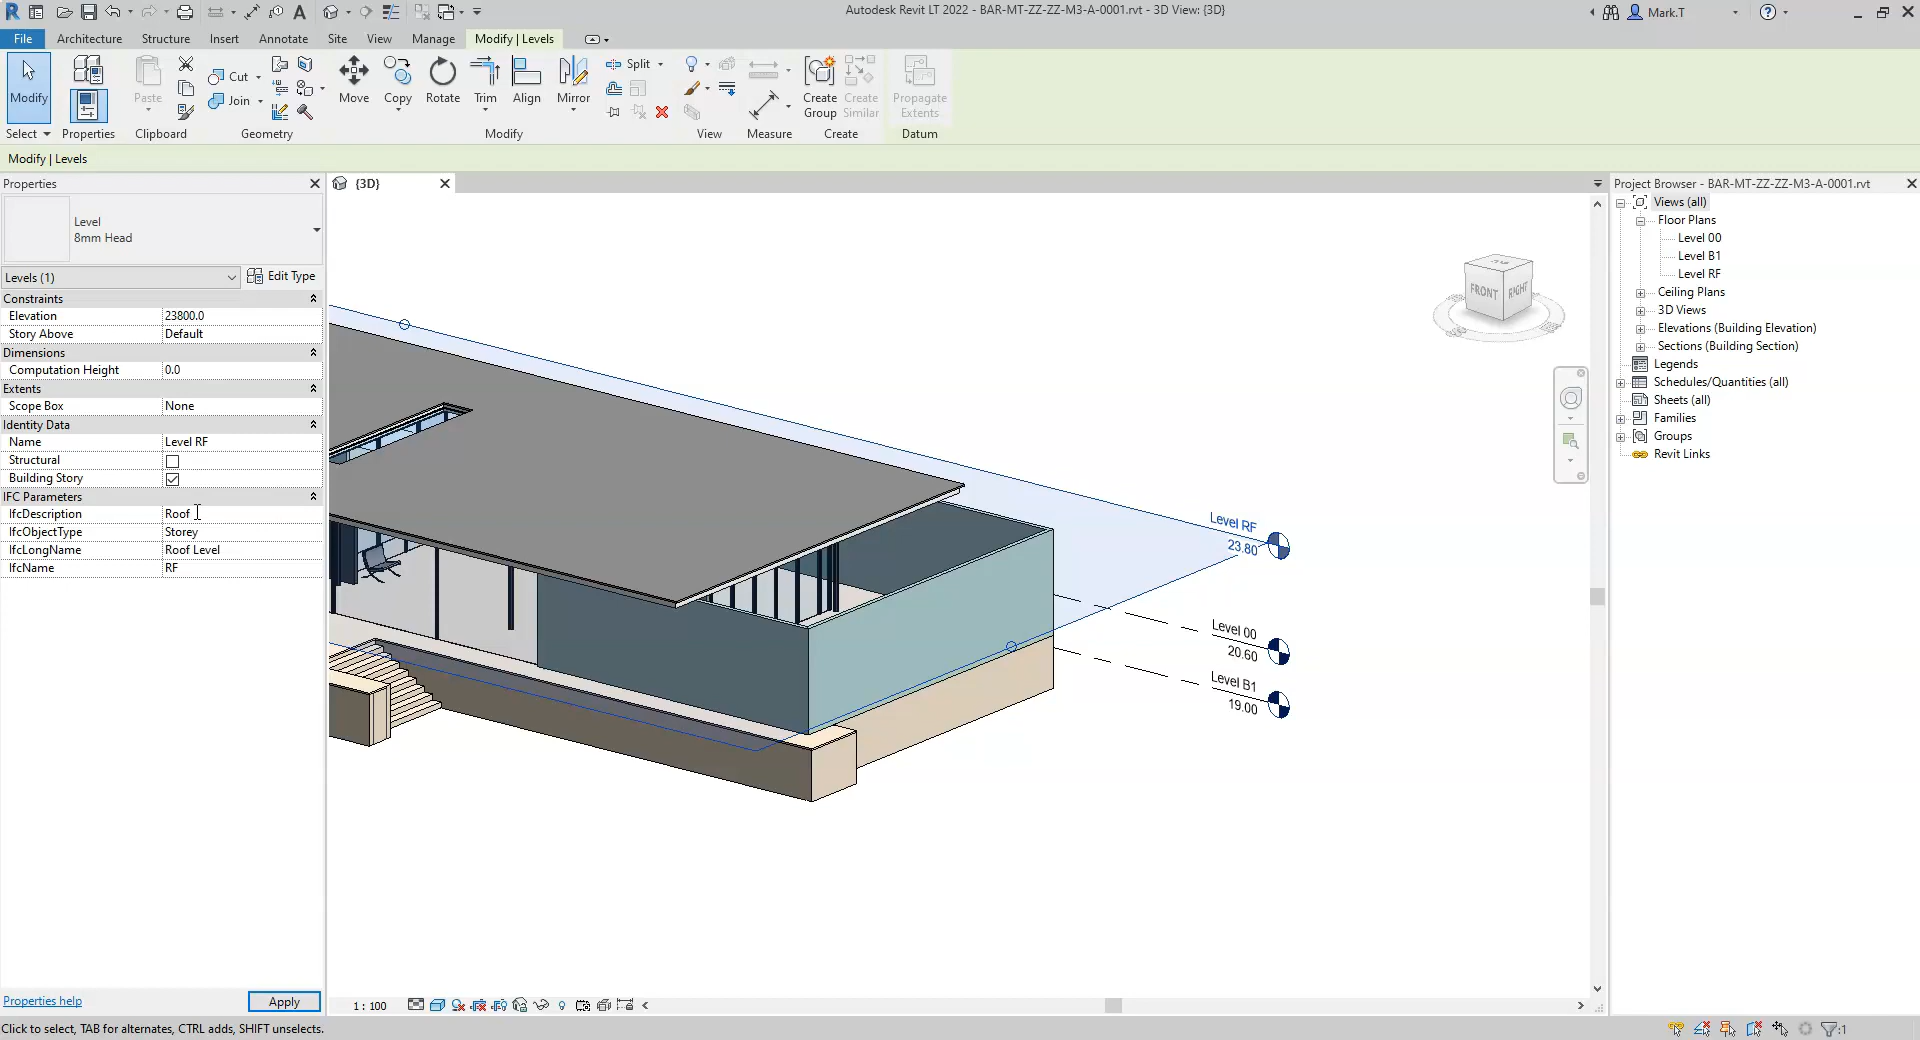 Autodesk Revit LT 2022 - BAR-MT-ZZ-ZZ-M3-A-0001.rvt - 3D View: {3D}
Mark.T
File Architecture Structure Insert Annotate Site View Manage Modify | Levels
Modify
Paste
Cut
Join
Move
Copy
Rotate
Trim
Align
Mirror
Split
Create Group
Create Similar
Propagate Extents
Select Properties Clipboard Geometry Modify View Measure Create Datum
Modify | Levels
Properties
Level
8mm Head
Levels (1)
Edit Type
Constraints
Elevation 23800.0
Story Above Default
Dimensions
Computation Height 0.0
Extents
Scope Box None
Identity Data
Name Level RF
Structural
Building Story
IFC Parameters
IfcDescription Roof
IfcObjectType Storey
IfcLongName Roof Level
IfcName RF
Properties help
Apply
{3D}
FRONT
RIGHT
Level RF
23.80
Level 00
20.60
Level B1
19.00
1 : 100
Project Browser - BAR-MT-ZZ-ZZ-M3-A-0001.rvt
Views (all)
Floor Plans
Level 00
Level B1
Level RF
Ceiling Plans
3D Views
Elevations (Building Elevation)
Sections (Building Section)
Legends
Schedules/Quantities (all)
Sheets (all)
Families
Groups
Revit Links
Click to select, TAB for alternates, CTRL adds, SHIFT unselects.
:1